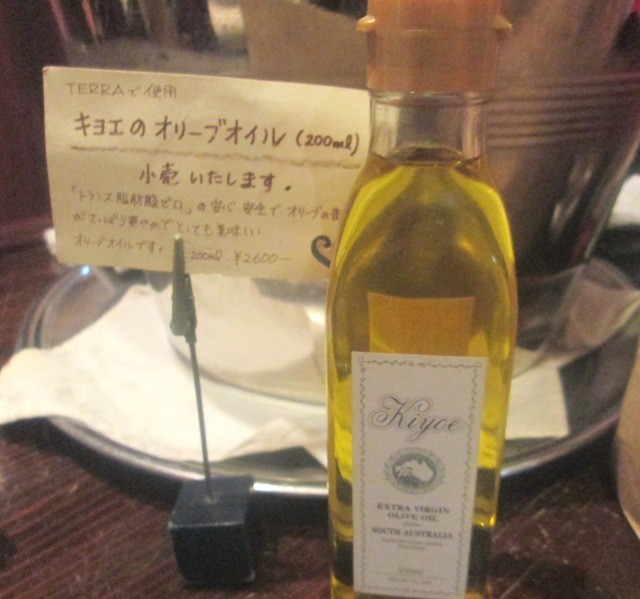 TERRAで使用
キヨエの オリーブオイル (200ml)
小売 いたします。
「トランス脂肪酸ゼロ」の 安心 安全で オリーブの香
がさっぱり爽やかで とても美味しい
オリーブオイルです。 200ml ¥2600-
Kiyoe
EXTRA VIRGIN
OLIVE OIL
from
SOUTH AUSTRALIA